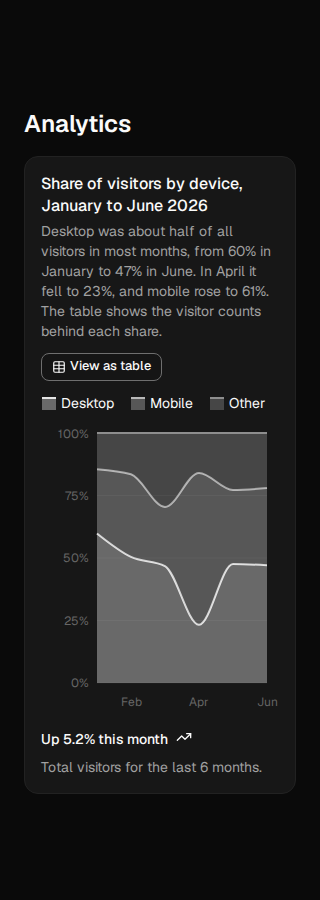 Analytics
Share of visitors by device,
January to June 2026
Desktop was about half of all
visitors in most months, from 60% in
January to 47% in June. In April it
fell to 23%, and mobile rose to 61%.
The table shows the visitor counts
behind each share.
View as table
Desktop Mobile Other
100%
75%
50%
25%
0%
Feb Apr Jun
Up 5.2% this month
Total visitors for the last 6 months.